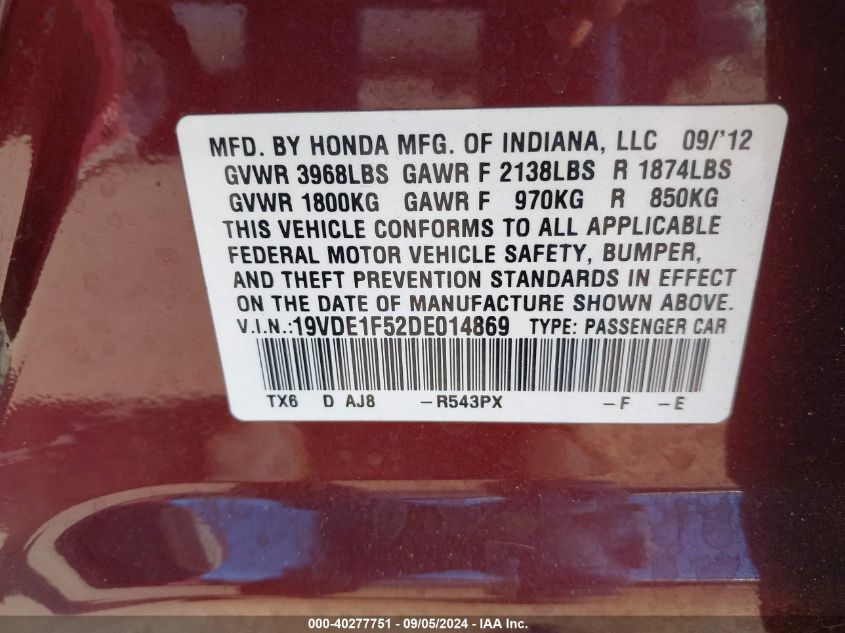 MFD. BY HONDA MFG. OF INDIANA, LLC 09/'12
GVWR 3968LBS GAWR F 2138LBS R 1874LBS
GVWR 1800KG GAWR F 970KG R 850KG
THIS VEHICLE CONFORMS TO ALL APPLICABLE
FEDERAL MOTOR VEHICLE SAFETY, BUMPER,
AND THEFT PREVENTION STANDARDS IN EFFECT
ON THE DATE OF MANUFACTURE SHOWN ABOVE.
V.I.N.:19VDE1F52DE014869 TYPE: PASSENGER CAR
TX6 D AJ8 -R543PX -F -E
000-40277751 - 09/05/2024 - IAA Inc.